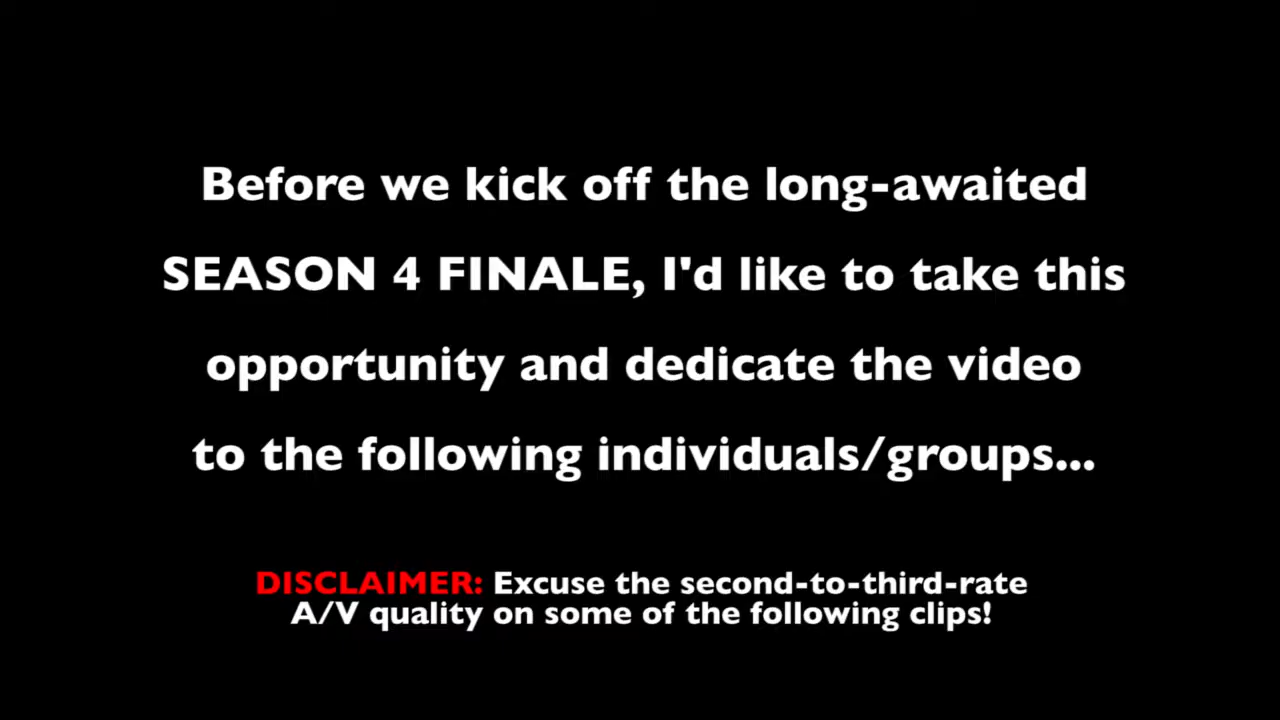 Before we kick off the long-awaited
SEASON 4 FINALE, I'd like to take this
opportunity and dedicate the video
to the following individuals/groups...
DISCLAIMER: Excuse the second-to-third-rate
A/V quality on some of the following clips!